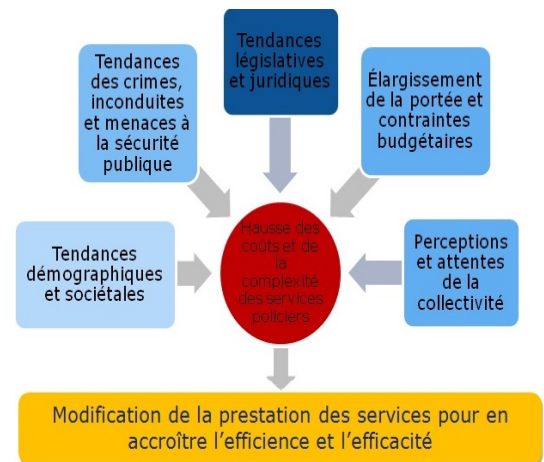 Tendances
des crimes,
inconduites
et menaces à
la sécurité
publique
Tendances
législatives
et juridiques
Élargissement
de la portée et
contraintes
budgétaires
Tendances
démographiques
et sociétales
Hausse des
coûts et de
la
complexité
des services
policiers
Perceptions
et attentes
de la
collectivité
Modification de la prestation des services pour en
accroître l'efficience et l'efficacité